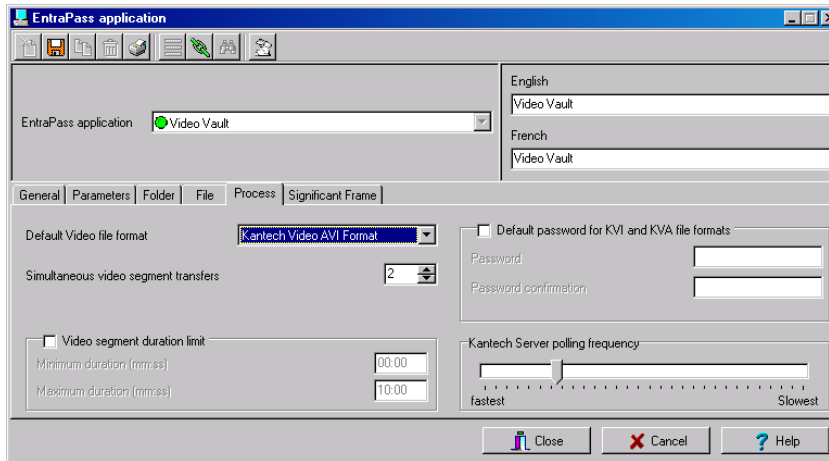 EntraPass application
EntraPass application
Video Vault
English
Video Vault
French
Video Vault
General
Parameters
Folder
File
Process
Significant Frame
Default Video file format
Kantech Video AVI Format
Simultaneous video segment transfers
2
Video segment duration limit
Minimum duration (mm:ss)
00:00
Maximum duration (mm:ss)
10:00
Default password for KVI and KVA file formats
Password
Password confirmation
Kantech Server polling frequency
fastest
Slowest
Close
Cancel
Help